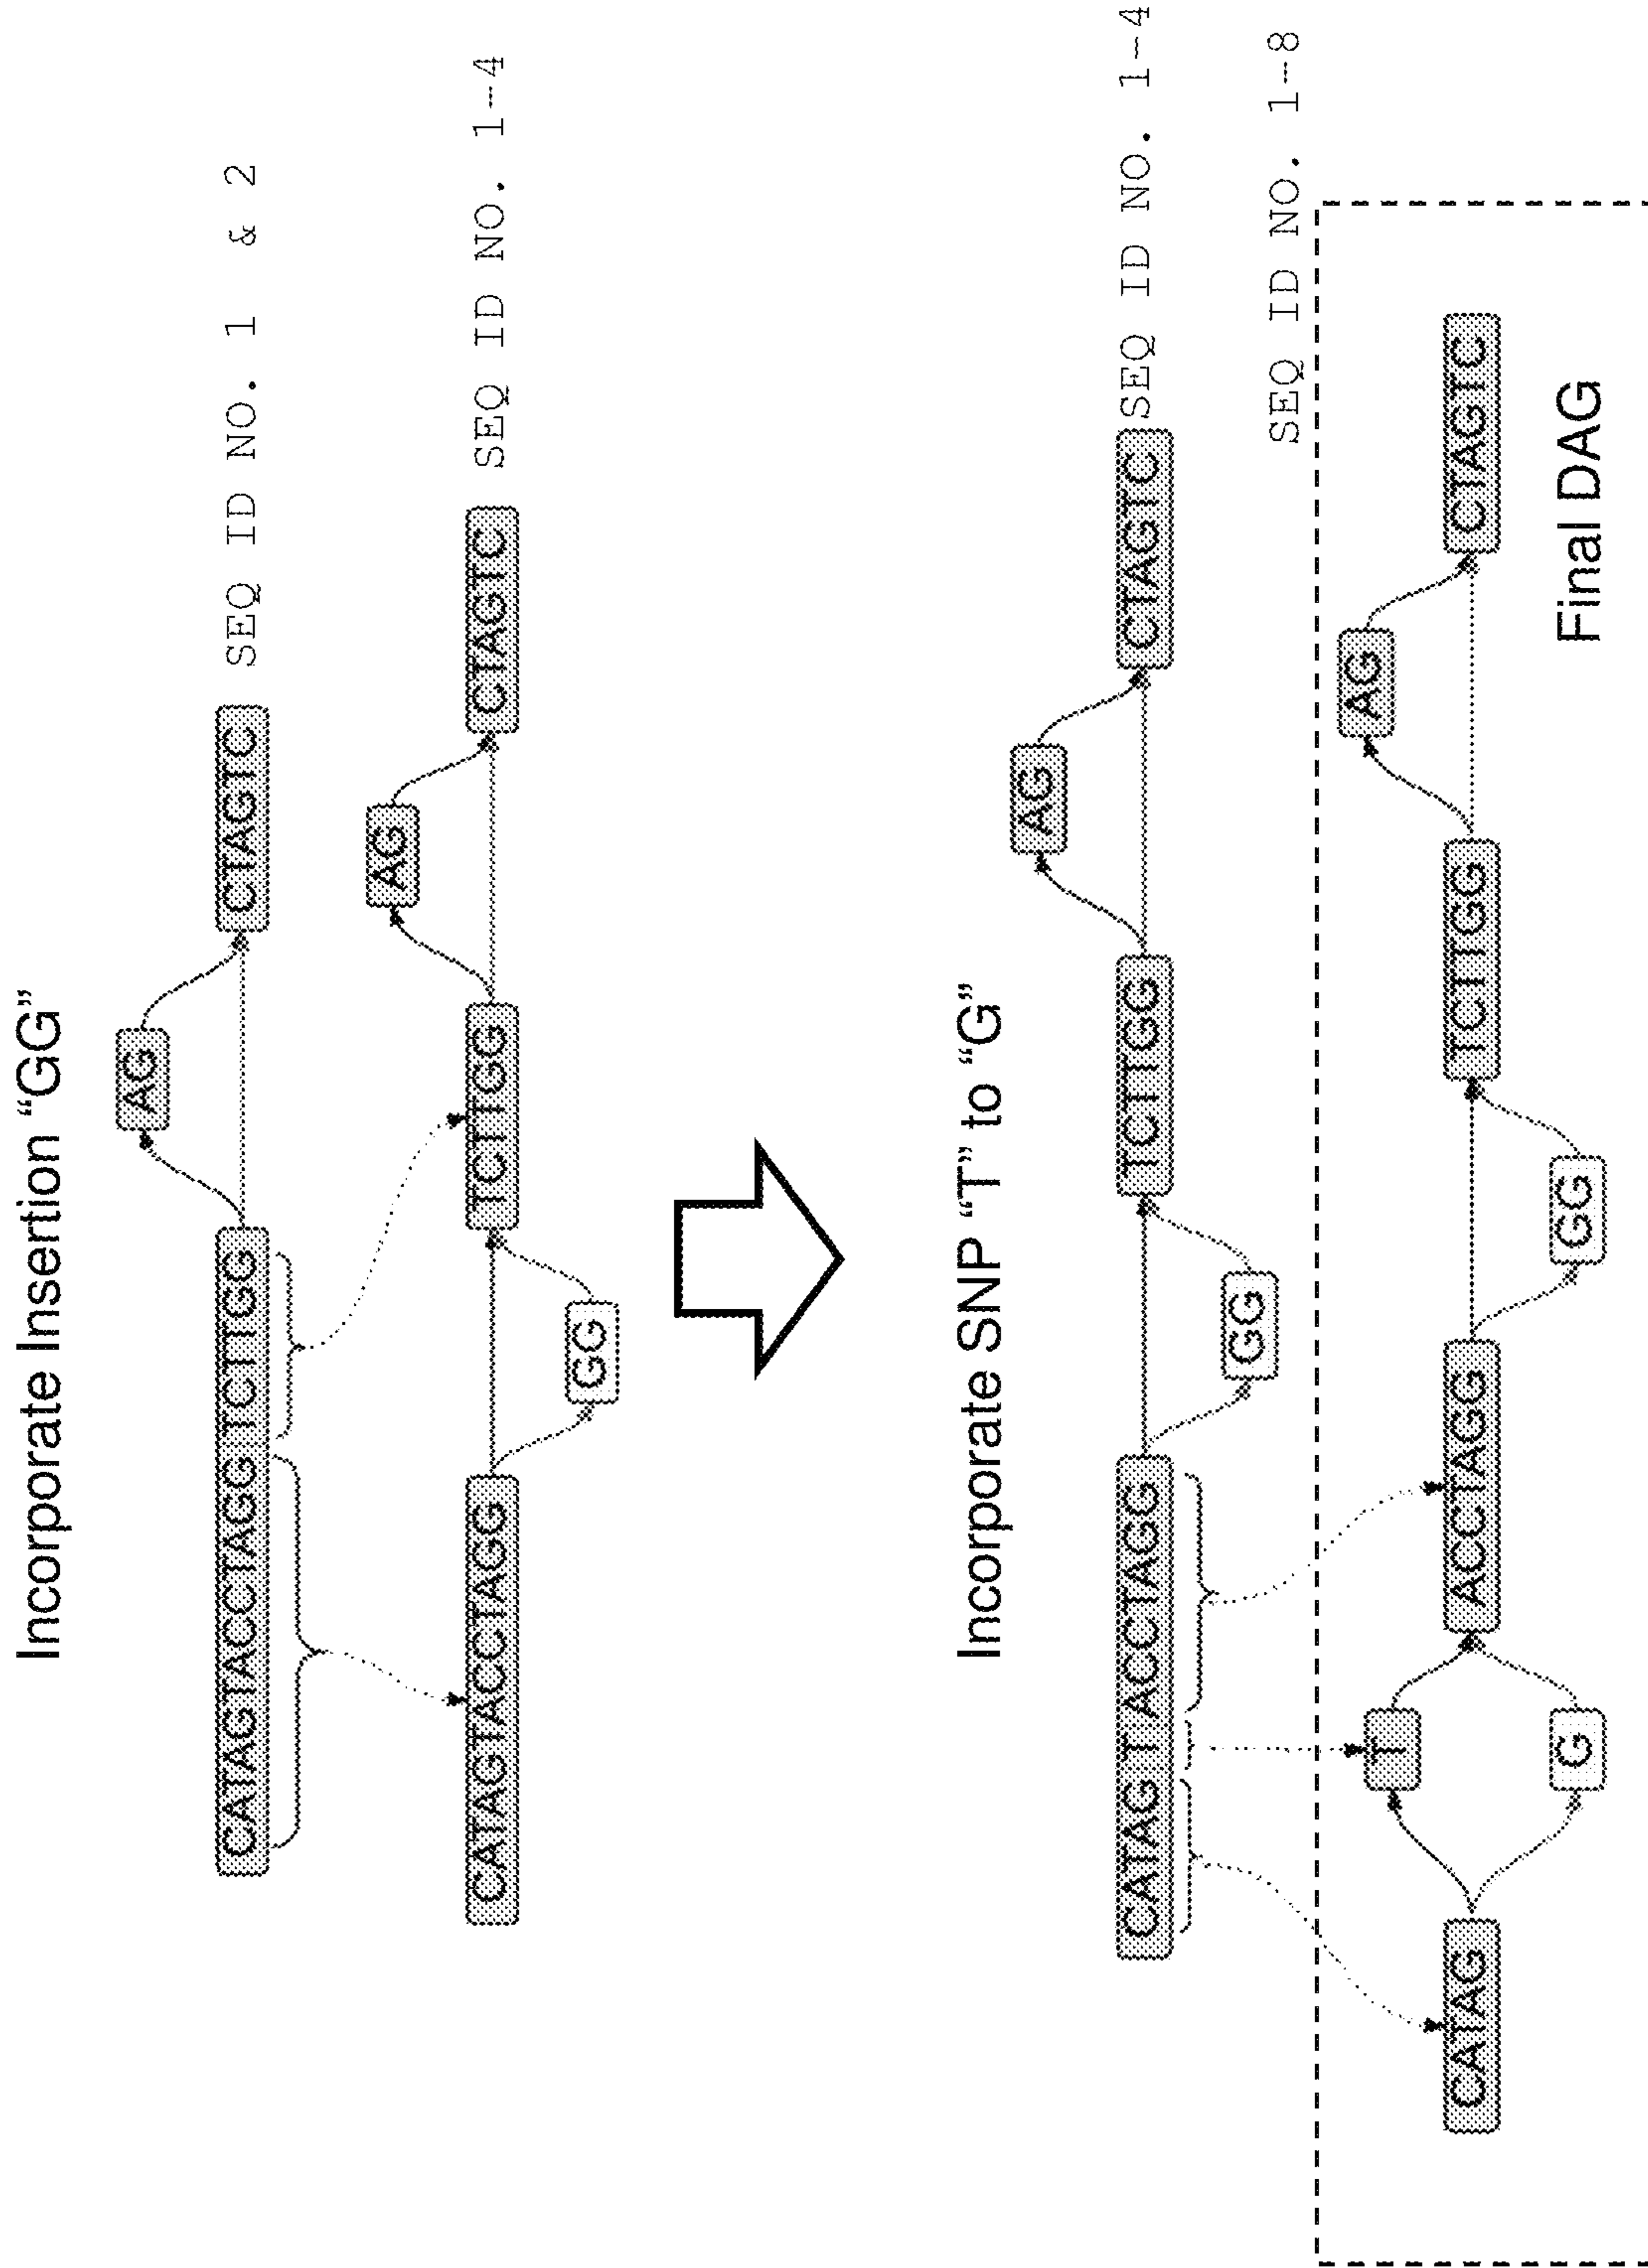 Incorporate Insertion “GG”
AG
CATAGTACCTAGG TCTTGG CTAGTC SEQ ID NO. 1 & 2
AG
CATAGTACCTAGG TCTTGG CTAGTC SEQ ID NO. 1-4
GG
Incorporate SNP “T” to “G”
AG
CATAG T ACCTAGG TCTTGG CTAGTC SEQ ID NO. 1-4
GG
SEQ ID NO. 1-8
T AG
CATAG ACCTAGG TCTTGG CTAGTC
G GG
Final DAG